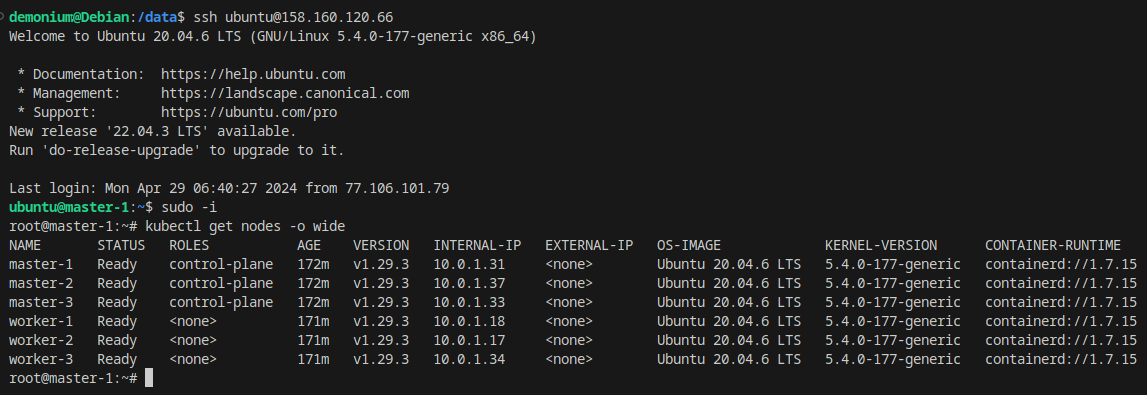 demonium@Debian:/data$ ssh ubuntu@158.160.120.66
Welcome to Ubuntu 20.04.6 LTS (GNU/Linux 5.4.0-177-generic x86_64)
 * Documentation:  https://help.ubuntu.com
 * Management:     https://landscape.canonical.com
 * Support:        https://ubuntu.com/pro
New release '22.04.3 LTS' available.
Run 'do-release-upgrade' to upgrade to it.
Last login: Mon Apr 29 06:40:27 2024 from 77.106.101.79
ubuntu@master-1:~$ sudo -i
root@master-1:~# kubectl get nodes -o wide
NAME       STATUS   ROLES           AGE    VERSION   INTERNAL-IP   EXTERNAL-IP   OS-IMAGE             KERNEL-VERSION      CONTAINER-RUNTIME
master-1   Ready    control-plane   172m   v1.29.3   10.0.1.31     <none>        Ubuntu 20.04.6 LTS   5.4.0-177-generic   containerd://1.7.15
master-2   Ready    control-plane   172m   v1.29.3   10.0.1.37     <none>        Ubuntu 20.04.6 LTS   5.4.0-177-generic   containerd://1.7.15
master-3   Ready    control-plane   172m   v1.29.3   10.0.1.33     <none>        Ubuntu 20.04.6 LTS   5.4.0-177-generic   containerd://1.7.15
worker-1   Ready    <none>          171m   v1.29.3   10.0.1.18     <none>        Ubuntu 20.04.6 LTS   5.4.0-177-generic   containerd://1.7.15
worker-2   Ready    <none>          171m   v1.29.3   10.0.1.17     <none>        Ubuntu 20.04.6 LTS   5.4.0-177-generic   containerd://1.7.15
worker-3   Ready    <none>          171m   v1.29.3   10.0.1.34     <none>        Ubuntu 20.04.6 LTS   5.4.0-177-generic   containerd://1.7.15
root@master-1:~#